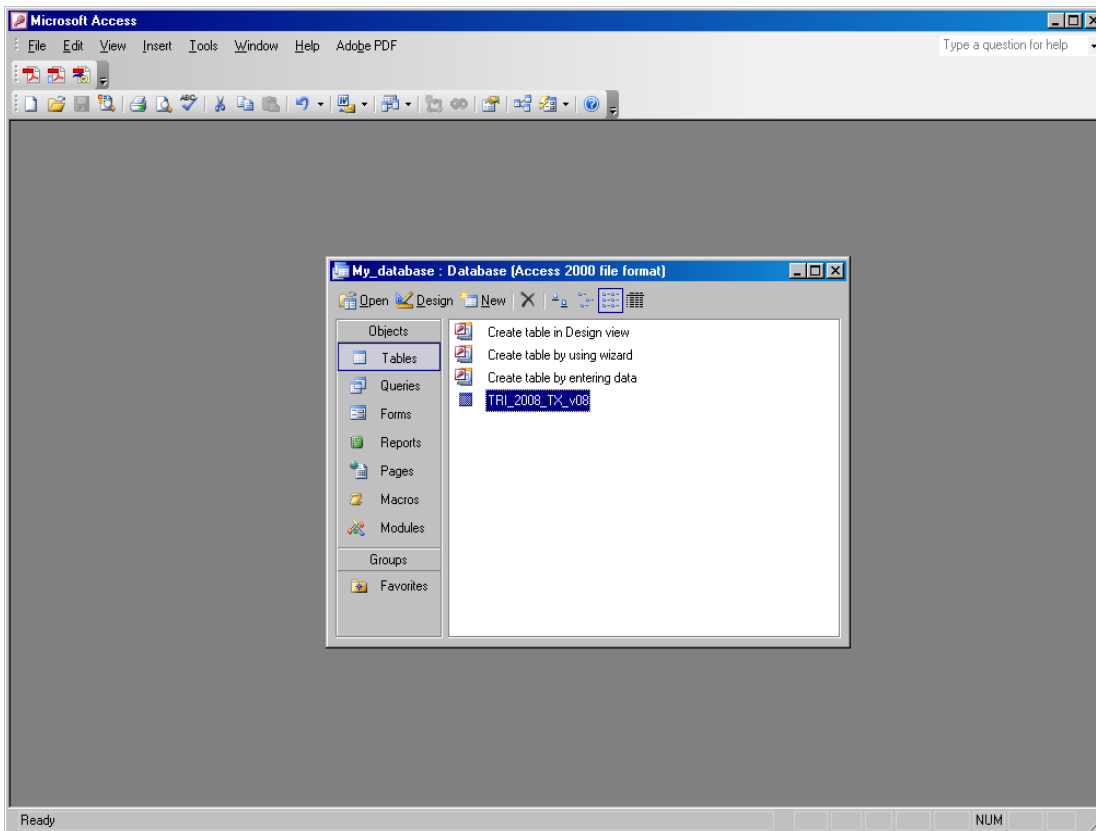 Microsoft Access
File Edit View Insert Tools Window Help Adobe PDF Type a question for help
ABC
W
My_database : Database (Access 2000 file format)
Open Design New
Objects
Tables
Queries
Forms
Reports
Pages
Macros
Modules
Groups
Favorites
Create table in Design view
Create table by using wizard
Create table by entering data
TRI_2008_TX_v08
Ready NUM